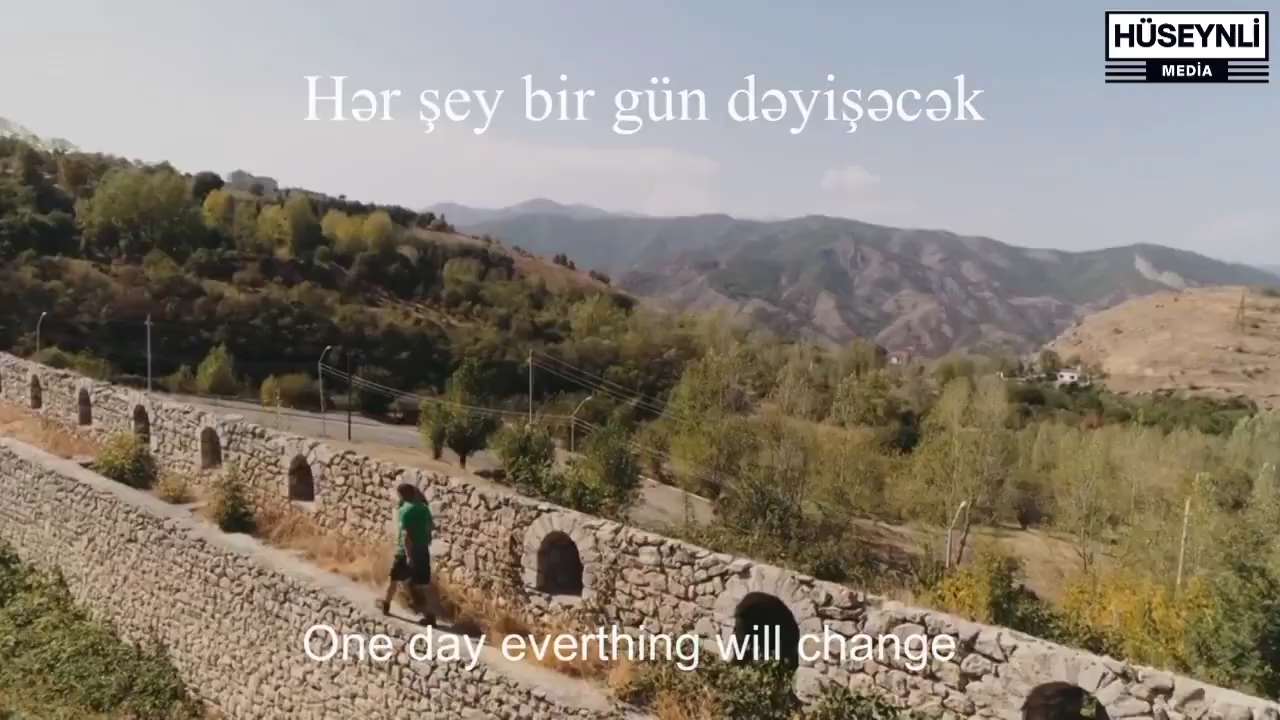 HÜSEYNLİ
MEDİA
Hər şey bir gün dəyişəcək
One day everthing will change